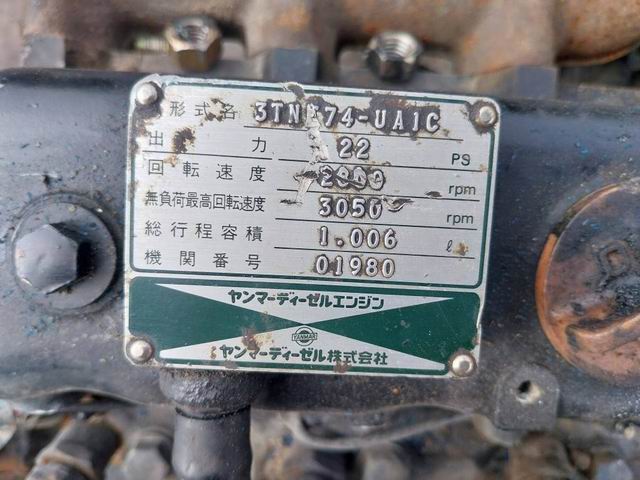 形式名 3TN 74-UA1C
出力 22 PS
回転速度 rpm
無負荷最高回転速度 3050 rpm
総行程容積 1.006 ℓ
機関番号 01980
ヤンマーディーゼルエンジン
YANMAR
ヤンマーディーゼル株式会社